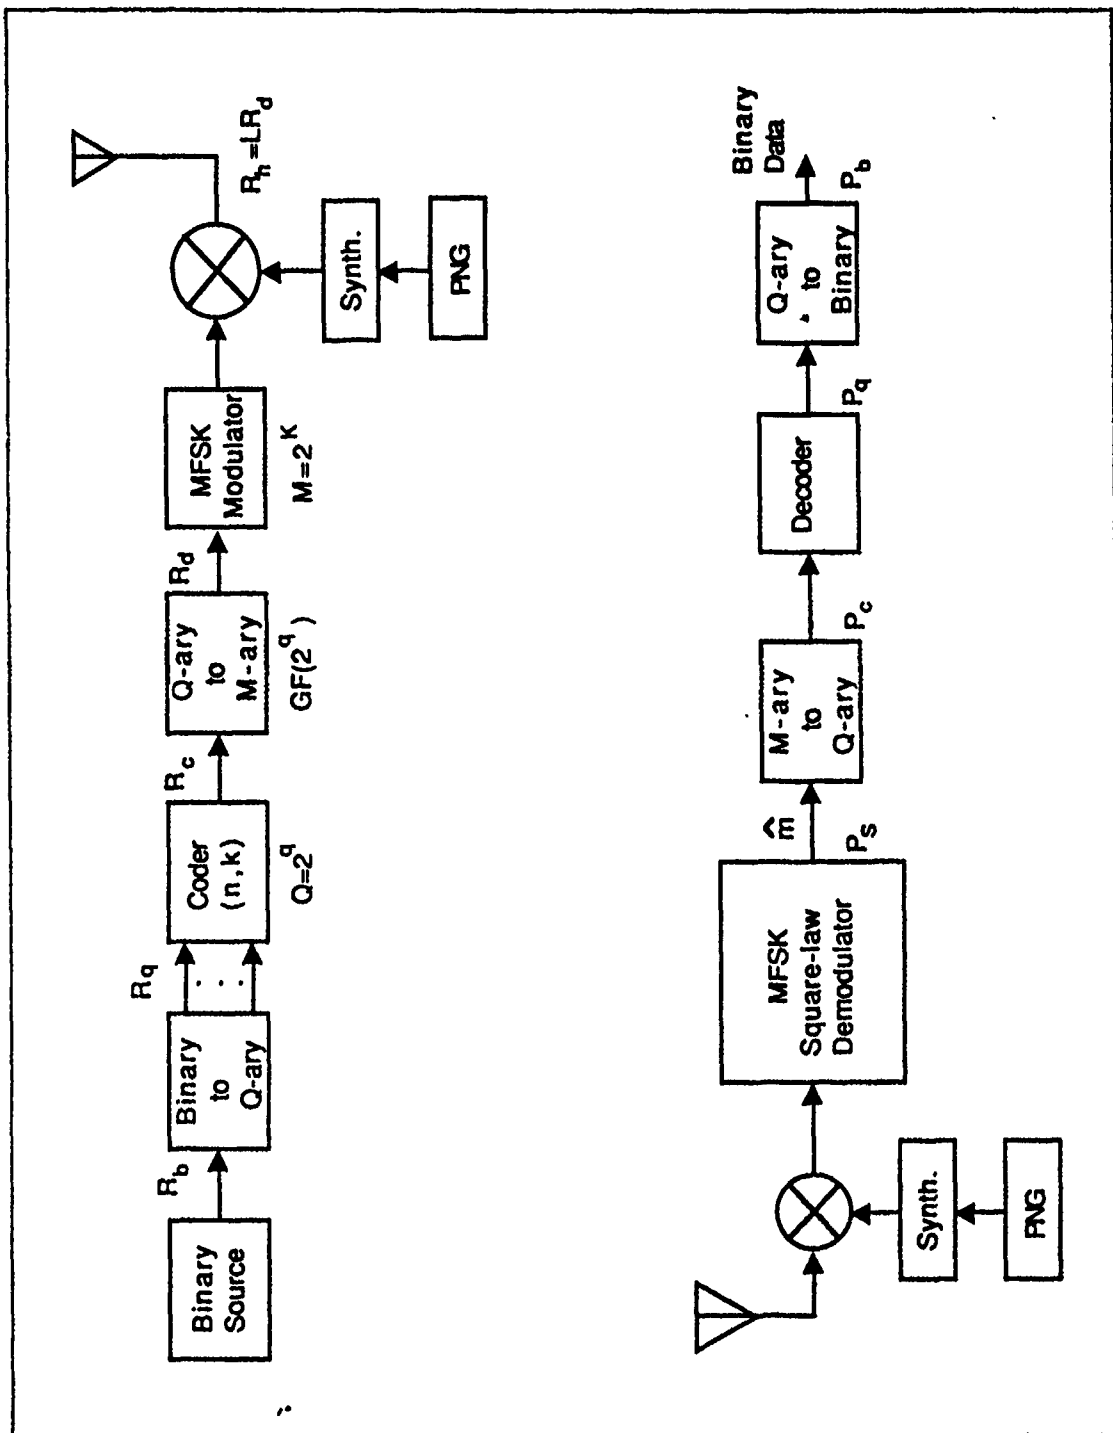 Binary
Source
R_b
Binary
to
Q-ary
R_q
. . .
Coder
(n,k)
Q=2^q
R_c
Q-ary
to
M-ary
GF(2^q)
R_d
MFSK
Modulator
M=2^K
R_h=LR_d
Synth.
PNG
Synth.
PNG
MFSK
Square-law
Demodulator
m̂
P_s
M-ary
to
Q-ary
P_c
Decoder
P_q
Q-ary
to
Binary
P_b
Binary
Data